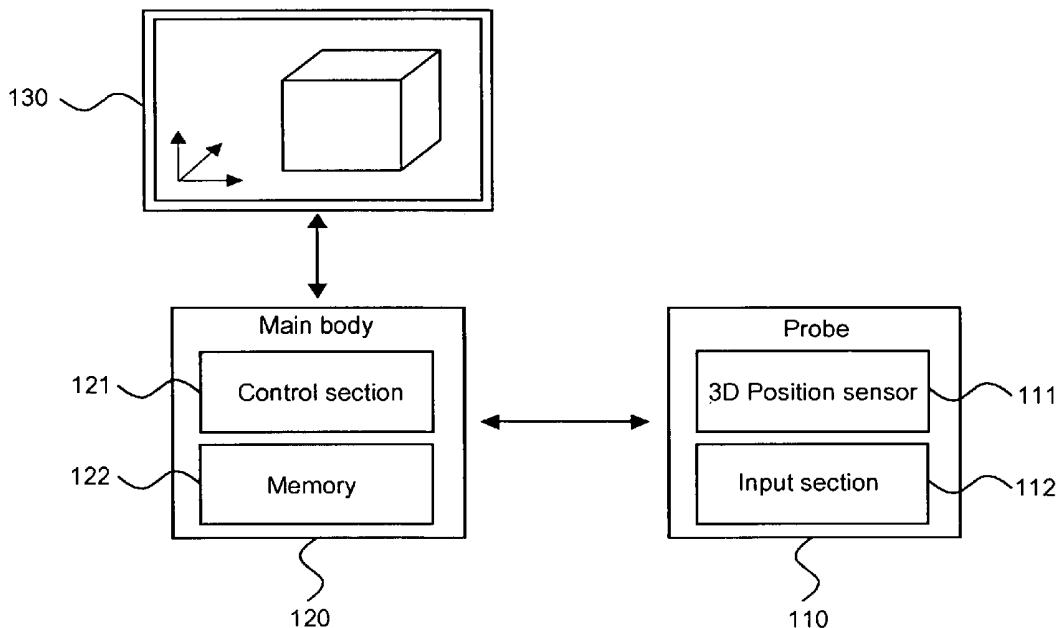 130
Main body
Probe
121
Control section
3D Position sensor
111
122
Memory
Input section
112
120
110